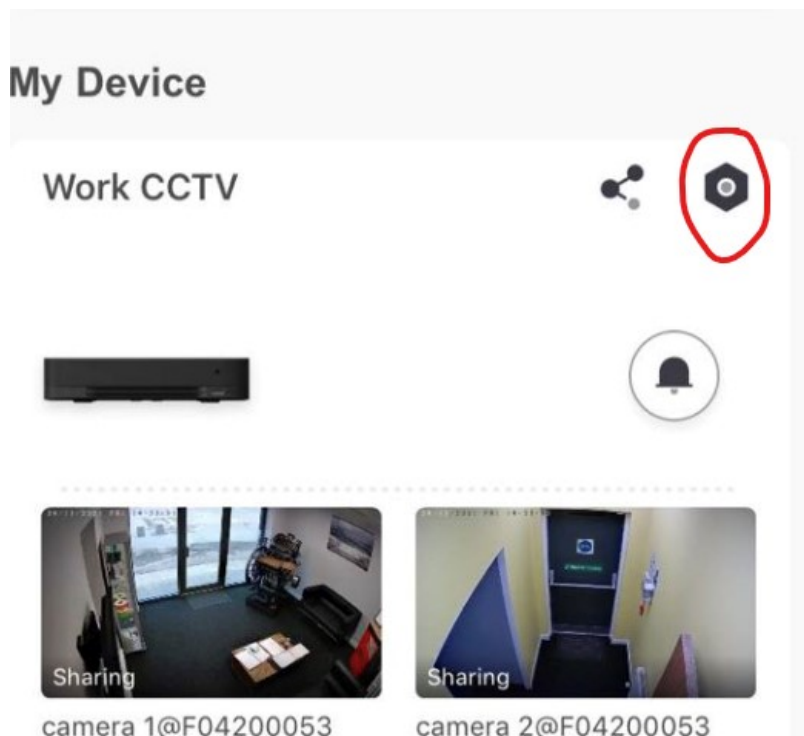 My Device
Work CCTV
Sharing
Sharing
camera 1@F04200053
camera 2@F04200053